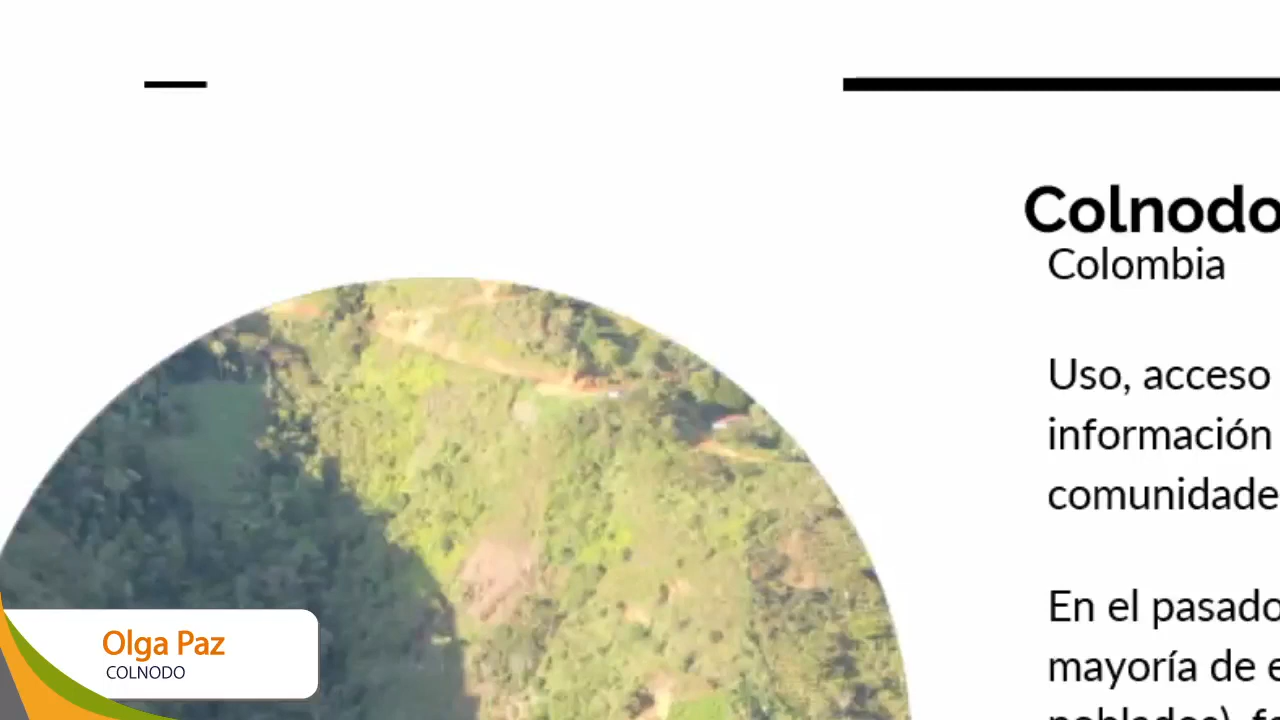 Colnodo
Colombia
Uso, acceso
información
comunidade
En el pasado
mayoría de e
Olga Paz
COLNODO